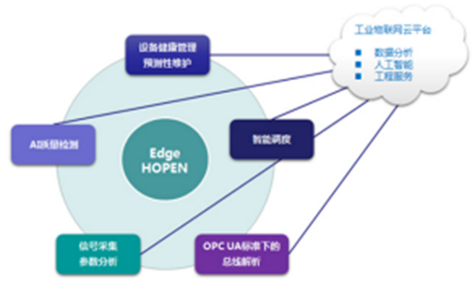 工业物联网云平台
数据分析
人工智能
工程服务
设备健康管理
预测性维护
AI质量检测
Edge
HOPEN
智能调度
信号采集
参数分析
OPC UA标准下的
总线解析